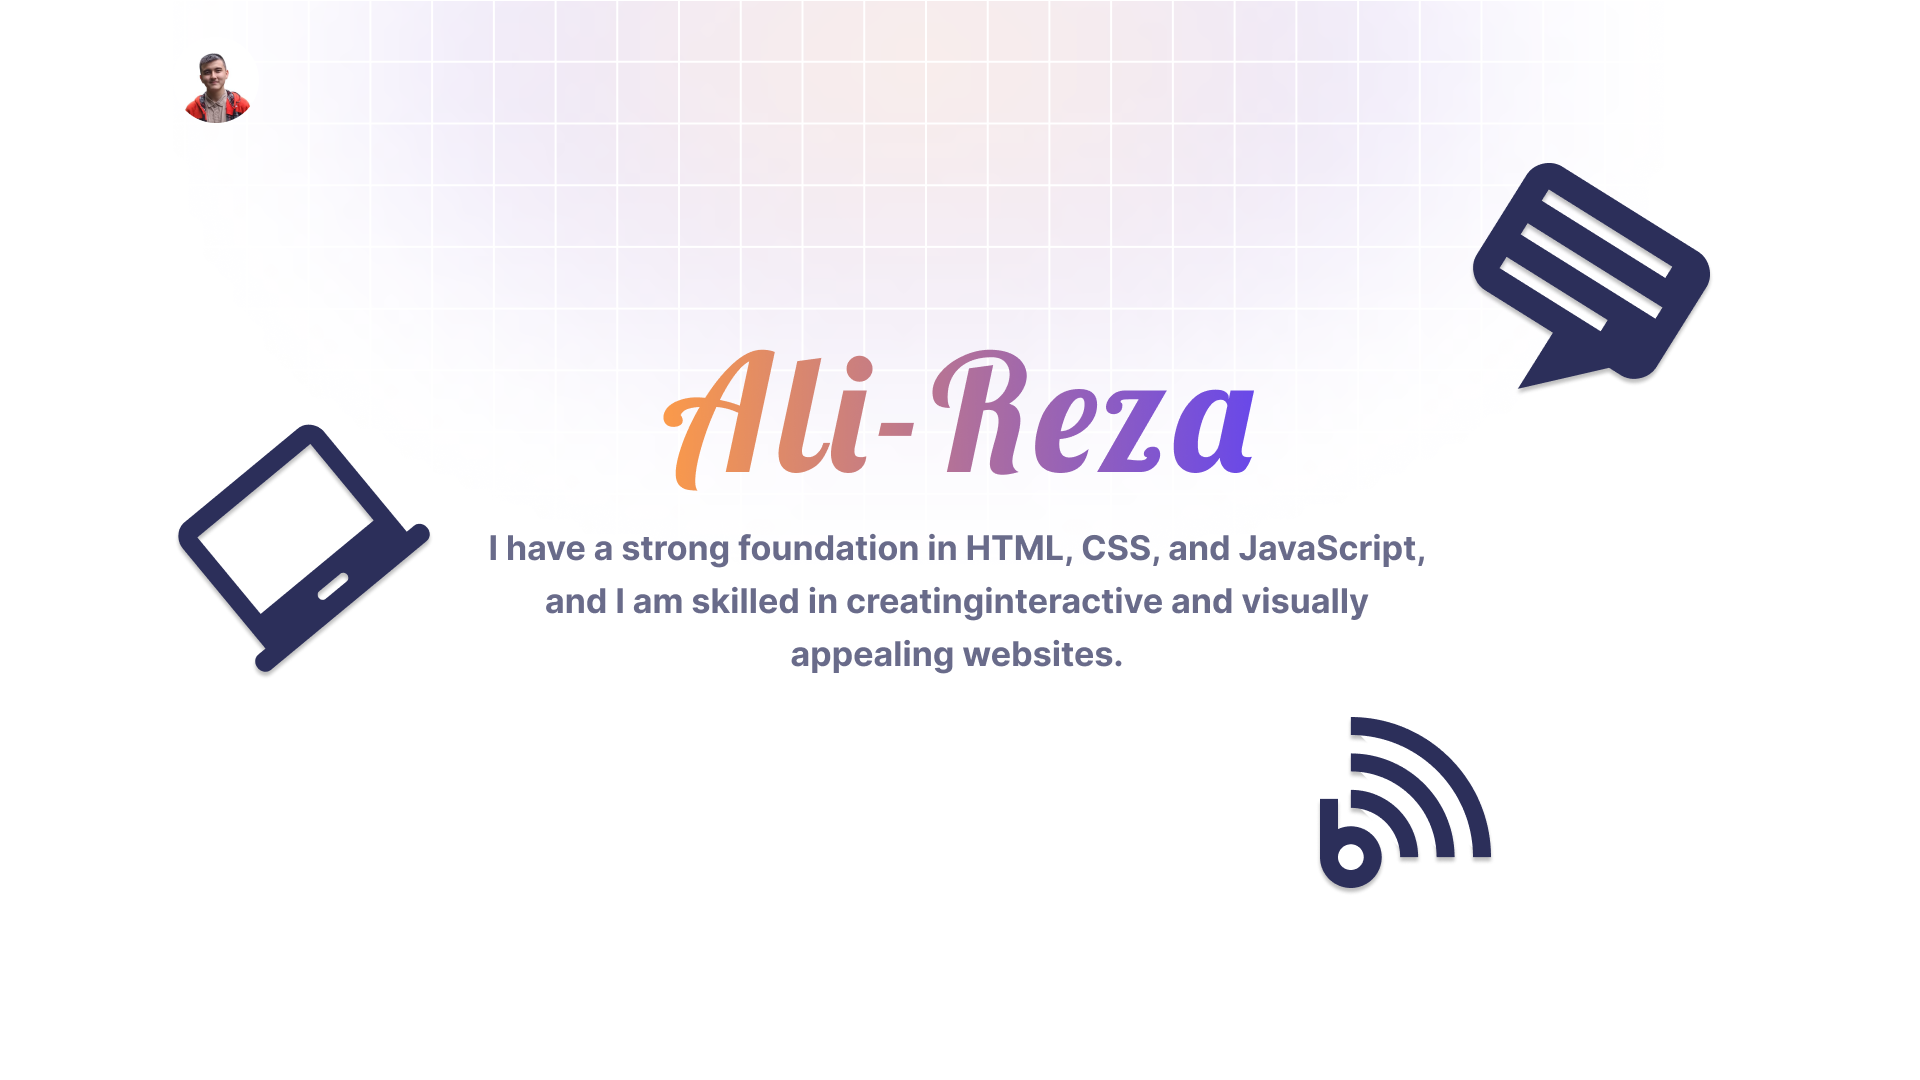 Ali-Reza
I have a strong foundation in HTML, CSS, and JavaScript,
and I am skilled in creatinginteractive and visually
appealing websites.